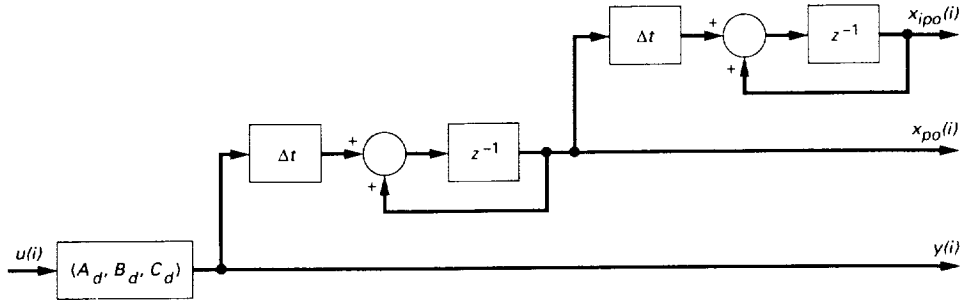 Δt
+
+
z⁻¹
x_ipo(i)
Δt
+
+
z⁻¹
x_po(i)
u(i)
(A_d, B_d, C_d)
y(i)